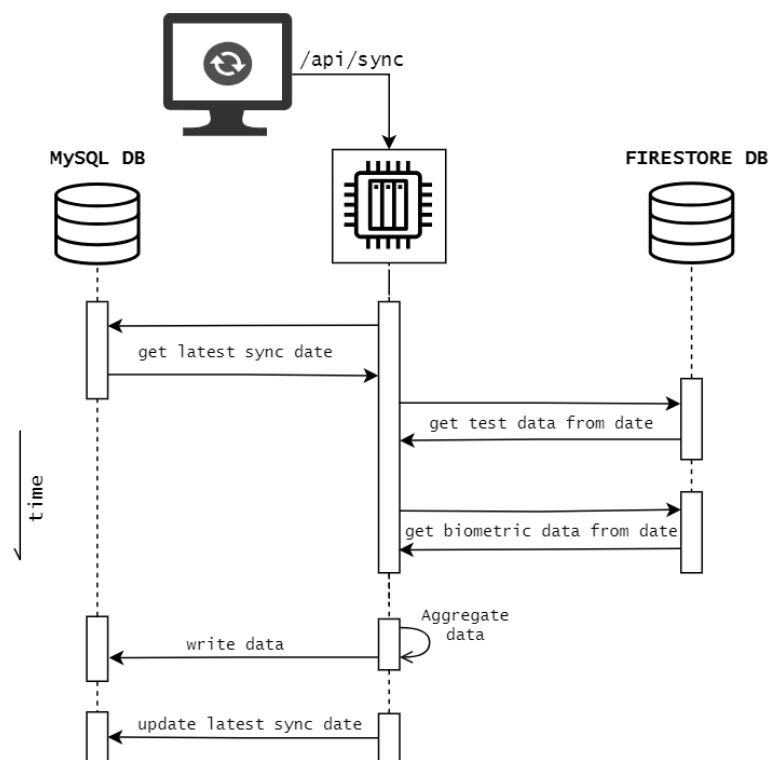 /api/sync
MySQL DB
FIRESTORE DB
get latest sync date
get test data from date
time
get biometric data from date
Aggregate
data
write data
update latest sync date